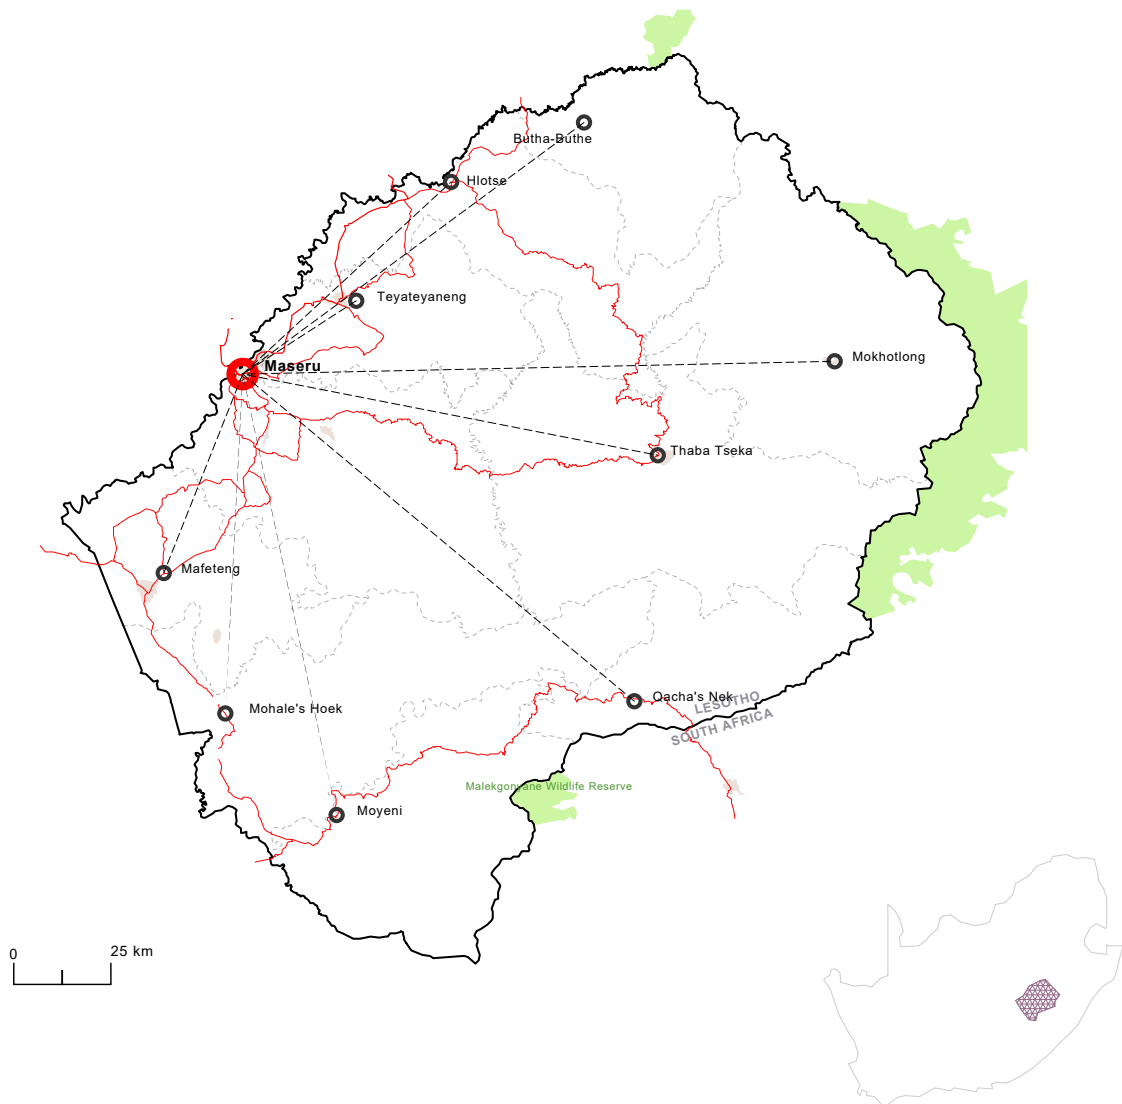 Butha-Buthe
Hlotse
Teyateyaneng
Maseru
Mokhotlong
Thaba Tseka
Mafeteng
Qacha's Nek
LESOTHO
SOUTH AFRICA
Mohale's Hoek
Malekgonyane Wildlife Reserve
Moyeni
0 25 km